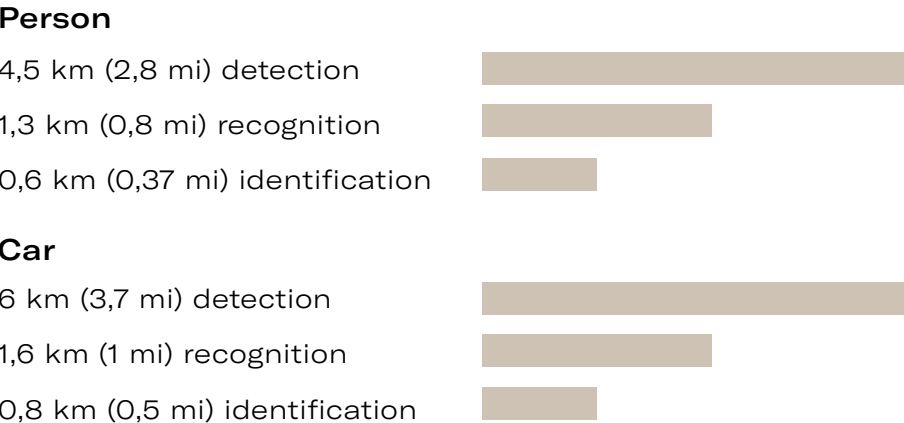 Person
4,5 km (2,8 mi) detection
1,3 km (0,8 mi) recognition
0,6 km (0,37 mi) identification
Car
6 km (3,7 mi) detection
1,6 km (1 mi) recognition
0,8 km (0,5 mi) identification